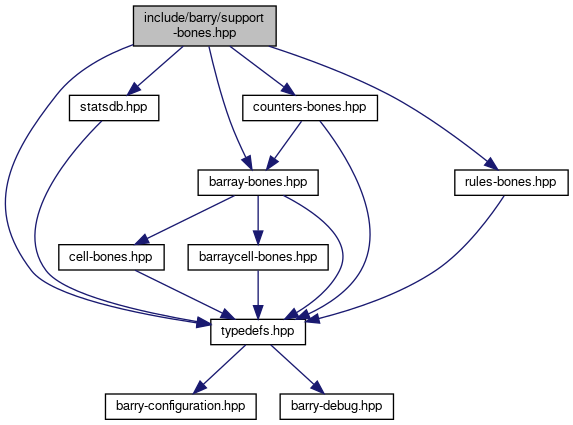 include/barry/support
-bones.hpp
statsdb.hpp
counters-bones.hpp
barray-bones.hpp
rules-bones.hpp
cell-bones.hpp
barraycell-bones.hpp
typedefs.hpp
barry-configuration.hpp
barry-debug.hpp